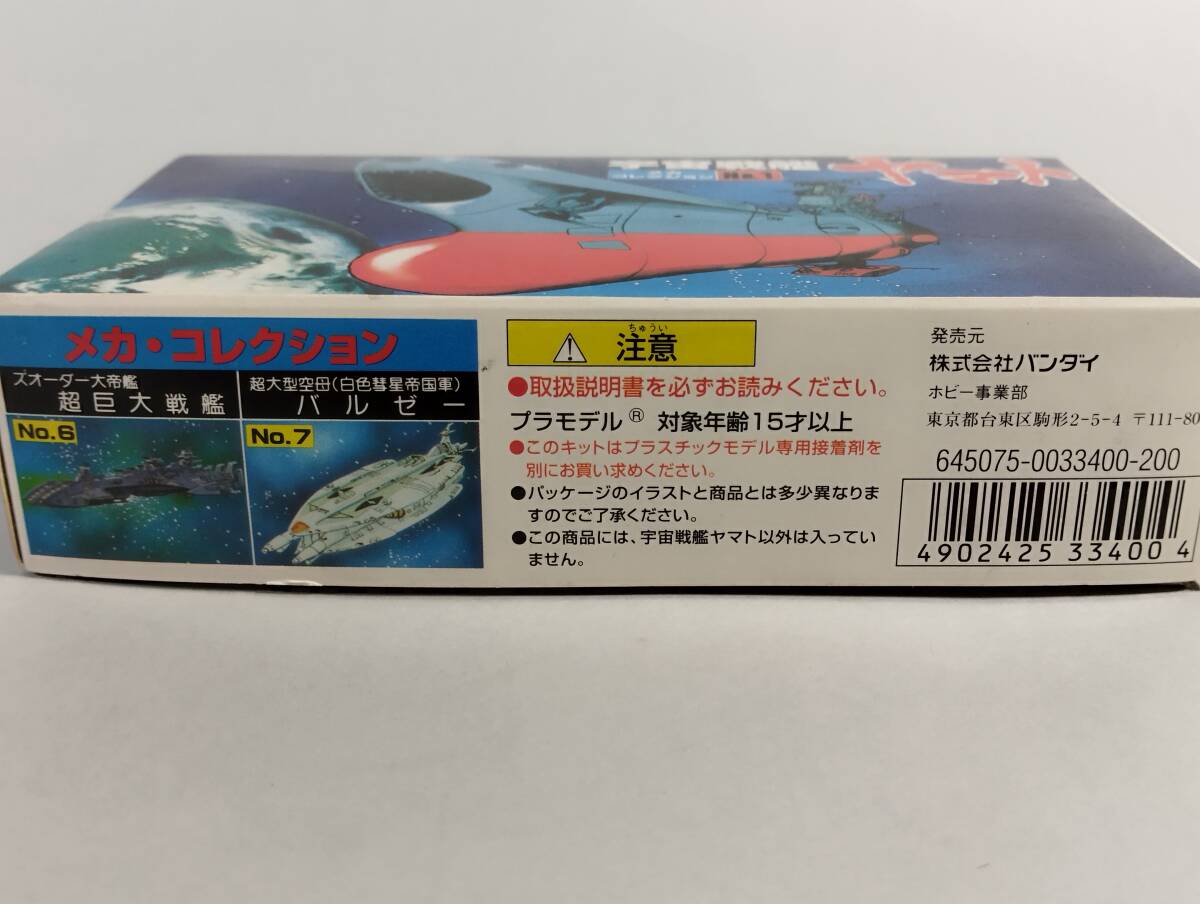 メカ・コレクション
ズオーダー大帝艦
超巨大戦艦
No.6
超大型空母(白色彗星帝国軍)
バルゼー
No.7
ちゅうい
注意
●取扱説明書を必ずお読みください。
プラモデル® 対象年齢15才以上
●このキットはプラスチックモデル専用接着剤を
別にお買い求めください。
●パッケージのイラストと商品とは多少異なりま
すのでご了承ください。
●この商品には、宇宙戦艦ヤマト以外は入ってい
ません。
発売元
株式会社バンダイ
ホビー事業部
東京都台東区駒形2-5-4 〒111-80
645075-0033400-200
4902425334004